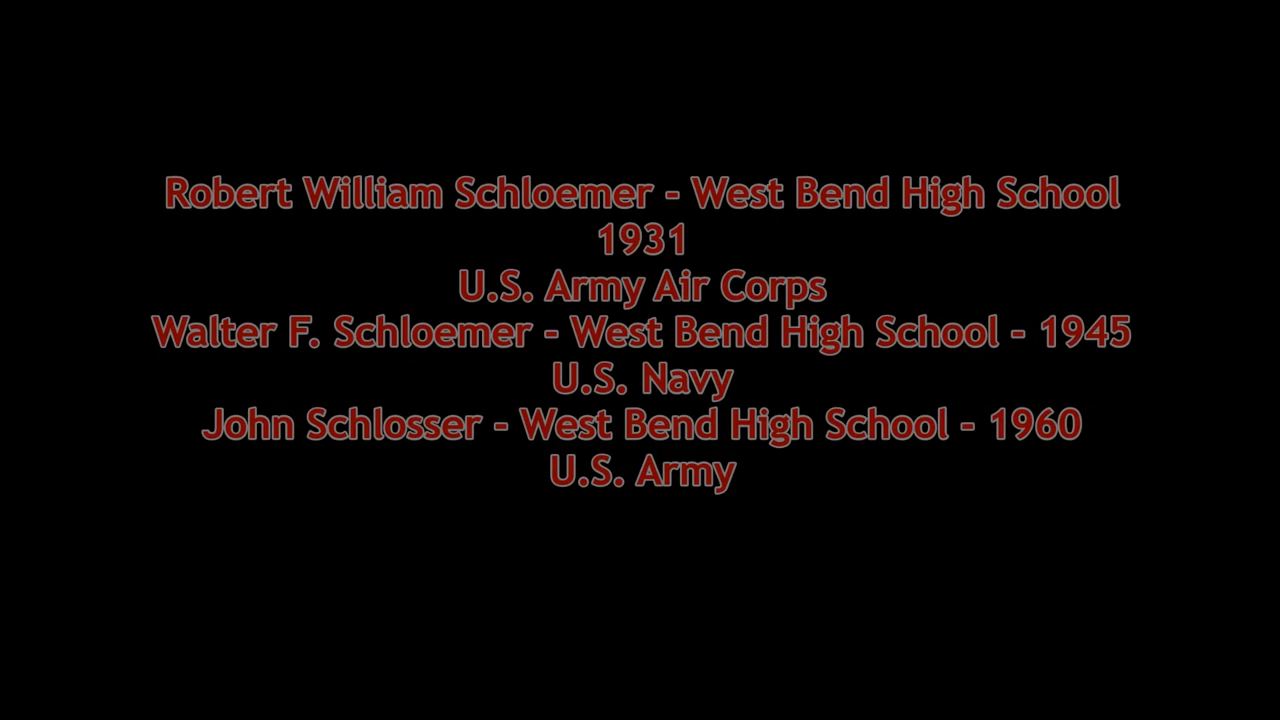 Robert William Schloemer - West Bend High School
1931
U.S. Army Air Corps
Walter F. Schloemer - West Bend High School - 1945
U.S. Navy
John Schlosser - West Bend High School - 1960
U.S. Army